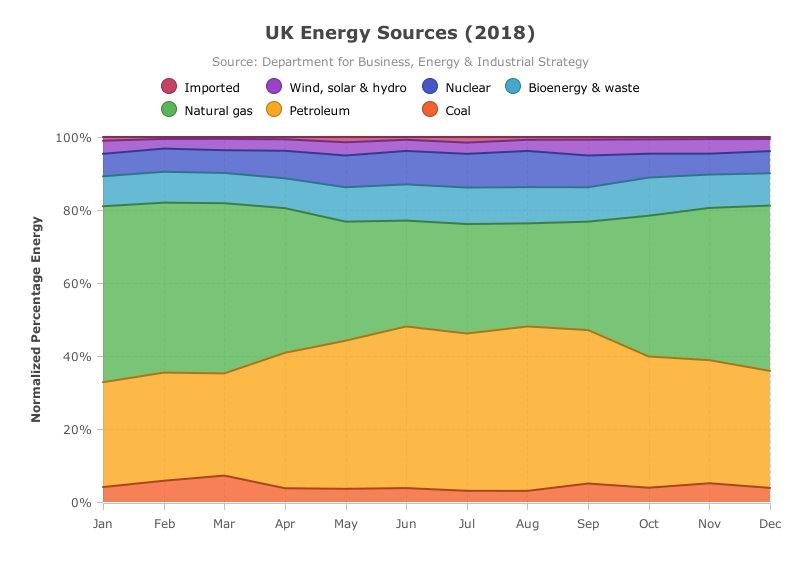 UK Energy Sources (2018)
Source: Department for Business, Energy & Industrial Strategy
Imported Wind, solar & hydro Nuclear Bioenergy & waste
Natural gas Petroleum Coal
Normalized Percentage Energy
100%
80%
60%
40%
20%
0%
Jan Feb Mar Apr May Jun Jul Aug Sep Oct Nov Dec